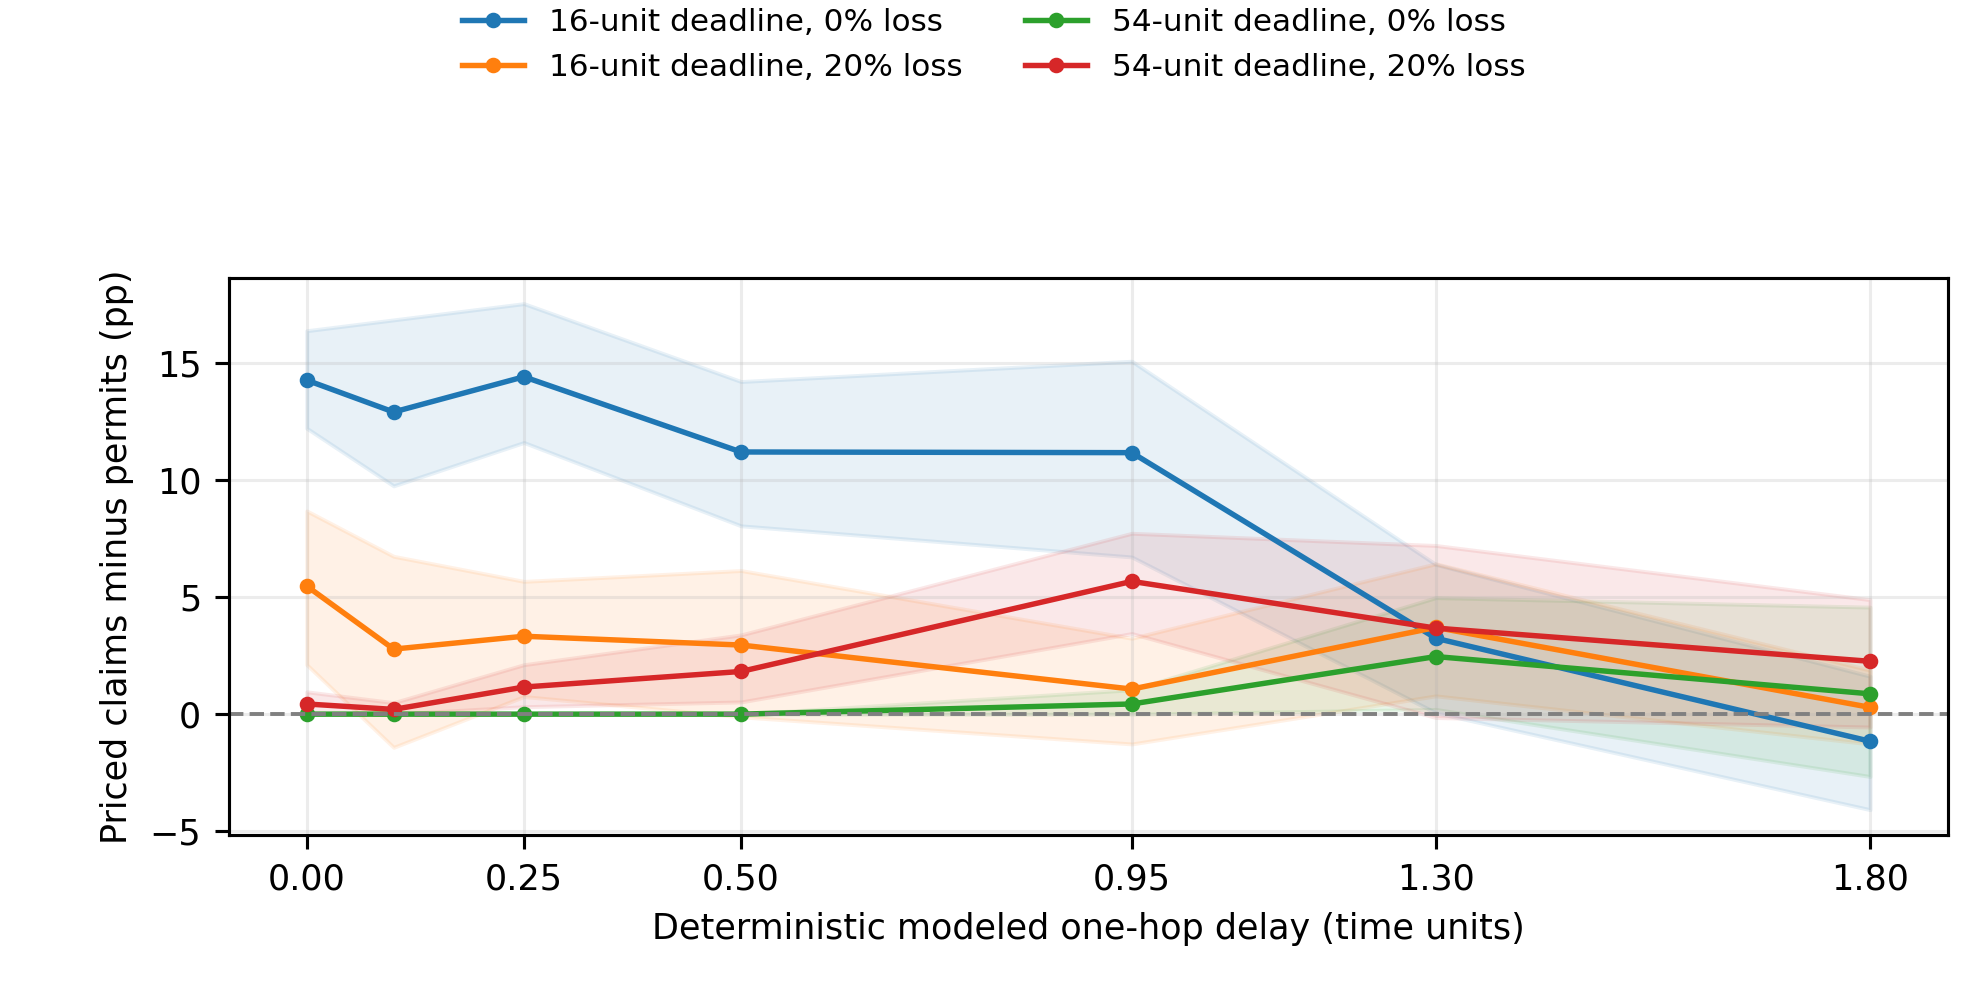 16-unit deadline, 0% loss
16-unit deadline, 20% loss
54-unit deadline, 0% loss
54-unit deadline, 20% loss
Priced claims minus permits (pp)
15
10
5
0
−5
0.00 0.25 0.50 0.95 1.30 1.80
Deterministic modeled one-hop delay (time units)